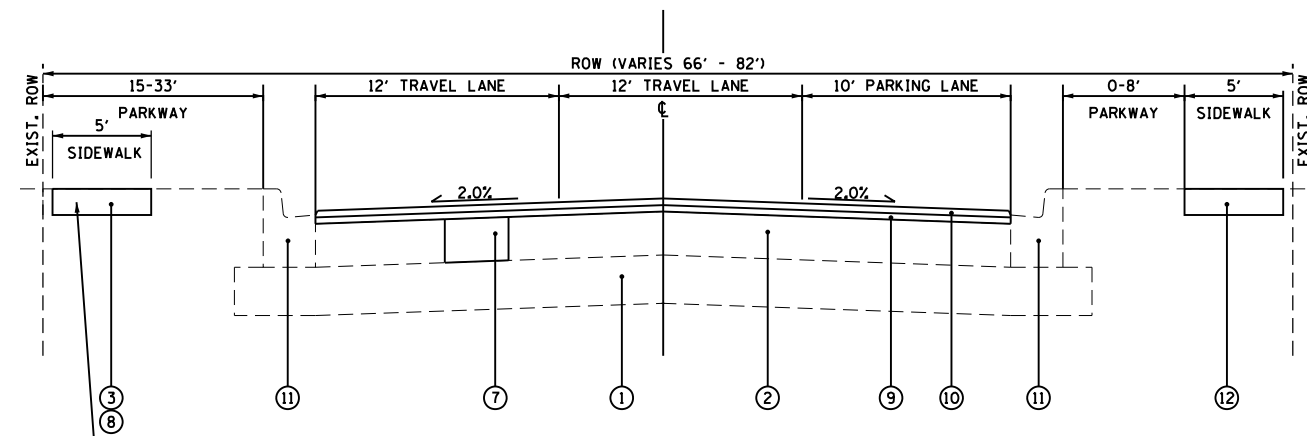 ROW (VARIES 66' - 82')
15-33'
12' TRAVEL LANE
12' TRAVEL LANE
10' PARKING LANE
0-8'
5'
PARKWAY
℄
PARKWAY
SIDEWALK
EXIST. ROW
EXIST. ROW
5'
SIDEWALK
2.0%
2.0%
3
8
11
7
1
2
9
10
11
12